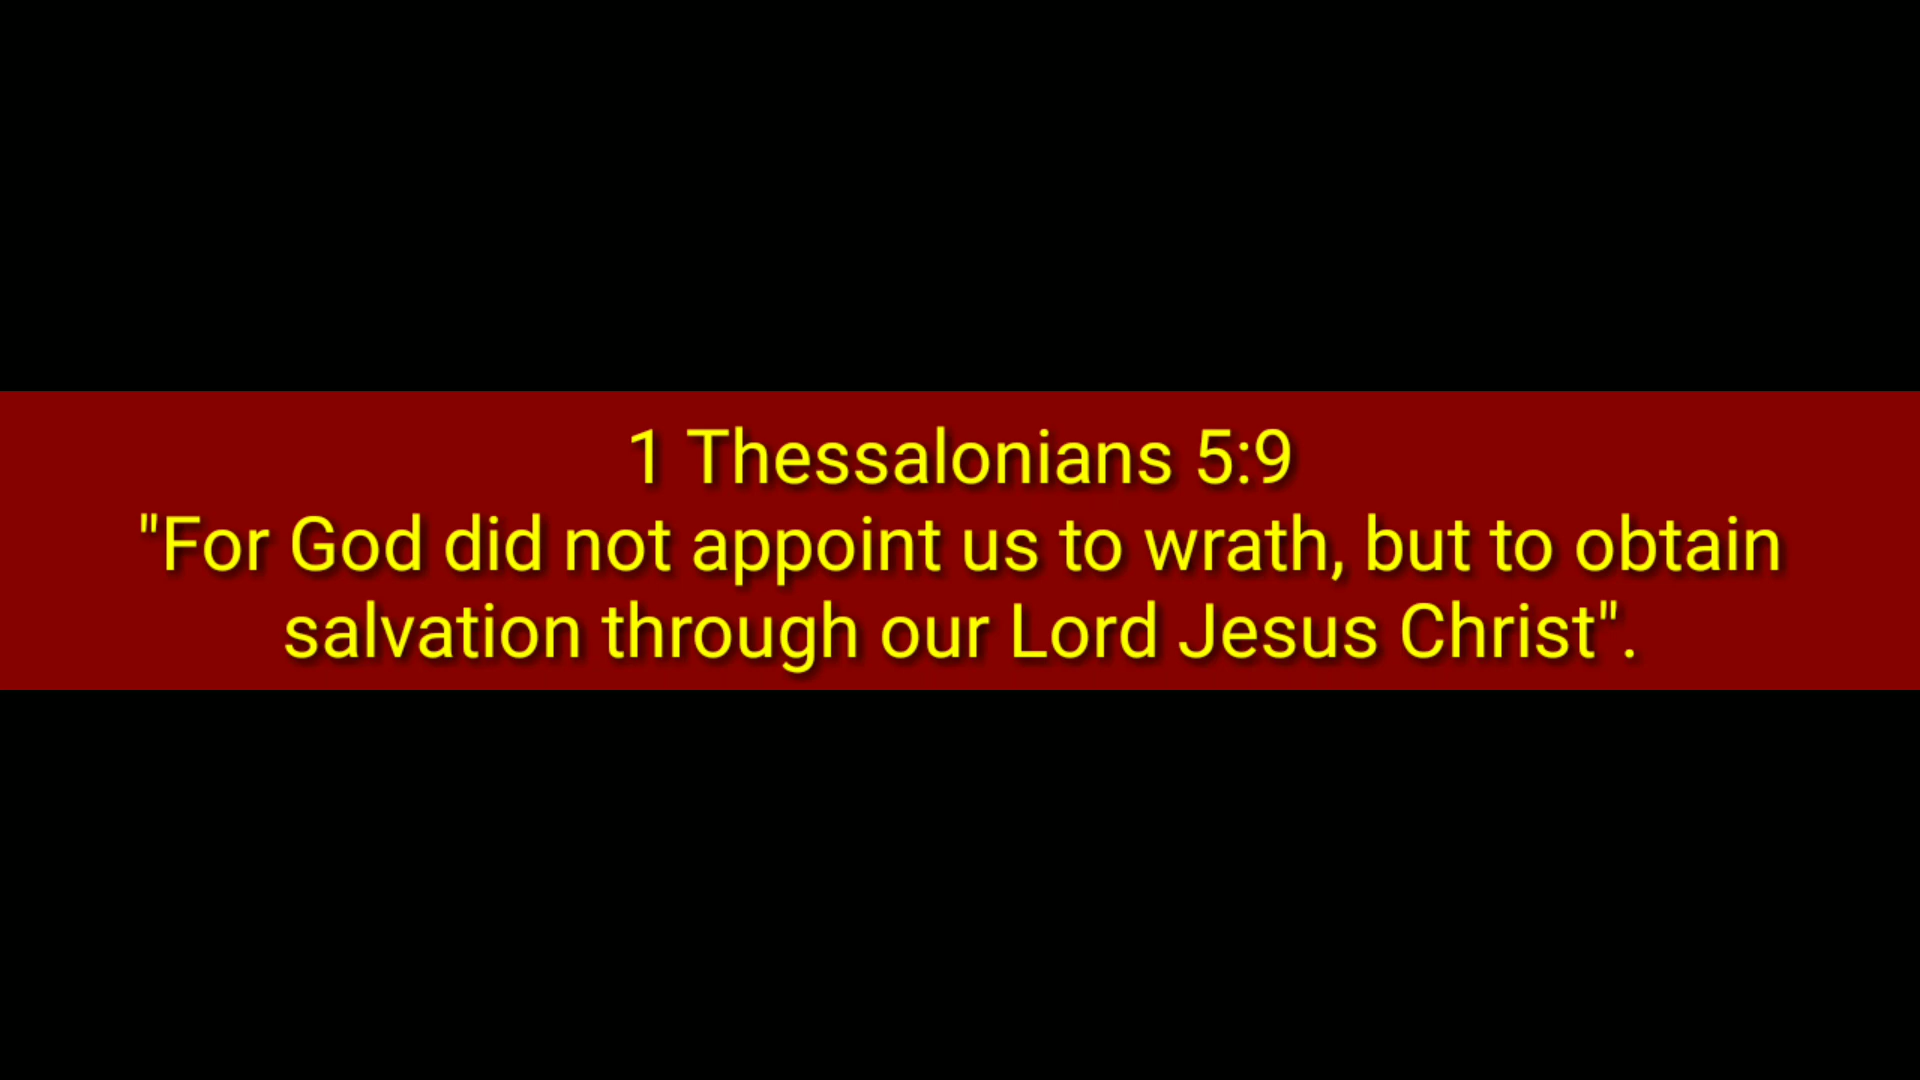 1 Thessalonians 5:9
"For God did not appoint us to wrath, but to obtain
salvation through our Lord Jesus Christ".